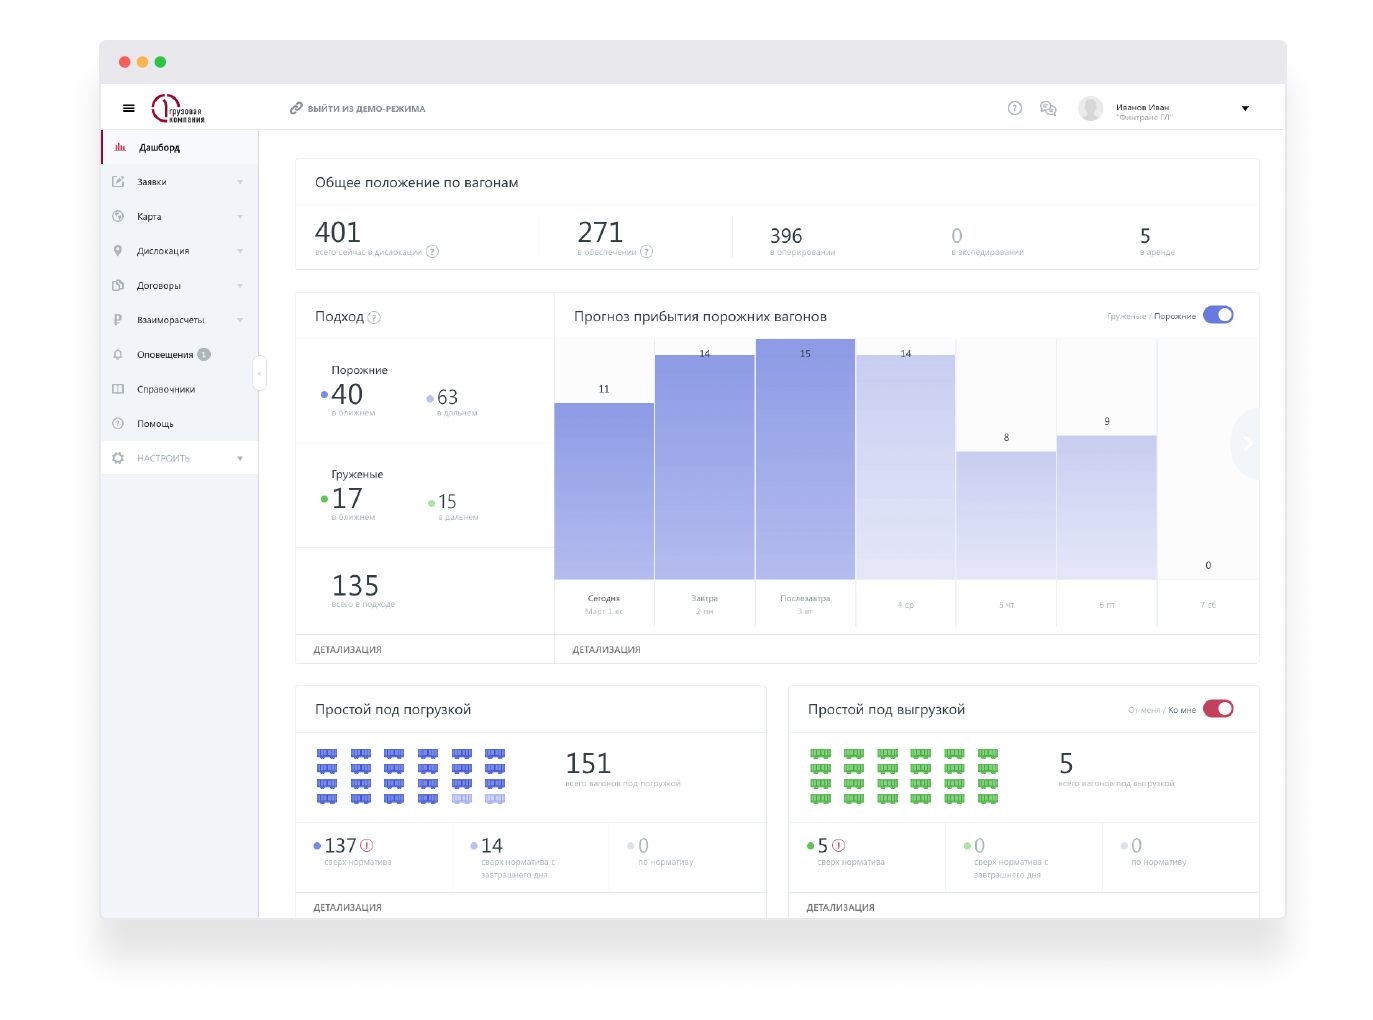 грузовая
компания
ВЫЙТИ ИЗ ДЕМО-РЕЖИМА
Иванов Иван
"Финтранс ГЛ"
Дашборд
Заявки
Карта
Дислокация
Договоры
Взаиморасчеты
Оповещения 1
Справочники
Помощь
НАСТРОИТЬ
Общее положение по вагонам
401
всего сейчас в дислокации ?
271
в обеспечении ?
396
в оперировании
0
в экспедировании
5
в аренде
Подход ?
Порожние
40
в ближнем
63
в дальнем
Груженые
17
в ближнем
15
в дальнем
135
всего в подходе
ДЕТАЛИЗАЦИЯ
Прогноз прибытия порожних вагонов
Груженые / Порожние
11
14
15
14
8
9
0
Сегодня
Март 1 вс
Завтра
2 пн
Послезавтра
3 вт
4 ср
5 чт
6 пт
7 сб
ДЕТАЛИЗАЦИЯ
Простой под погрузкой
151
всего вагонов под погрузкой
137
сверх норматива
14
сверх норматива с
завтрашнего дня
0
по нормативу
ДЕТАЛИЗАЦИЯ
Простой под выгрузкой
От меня / Ко мне
5
всего вагонов под выгрузкой
5
сверх норматива
0
сверх норматива с
завтрашнего дня
0
по нормативу
ДЕТАЛИЗАЦИЯ